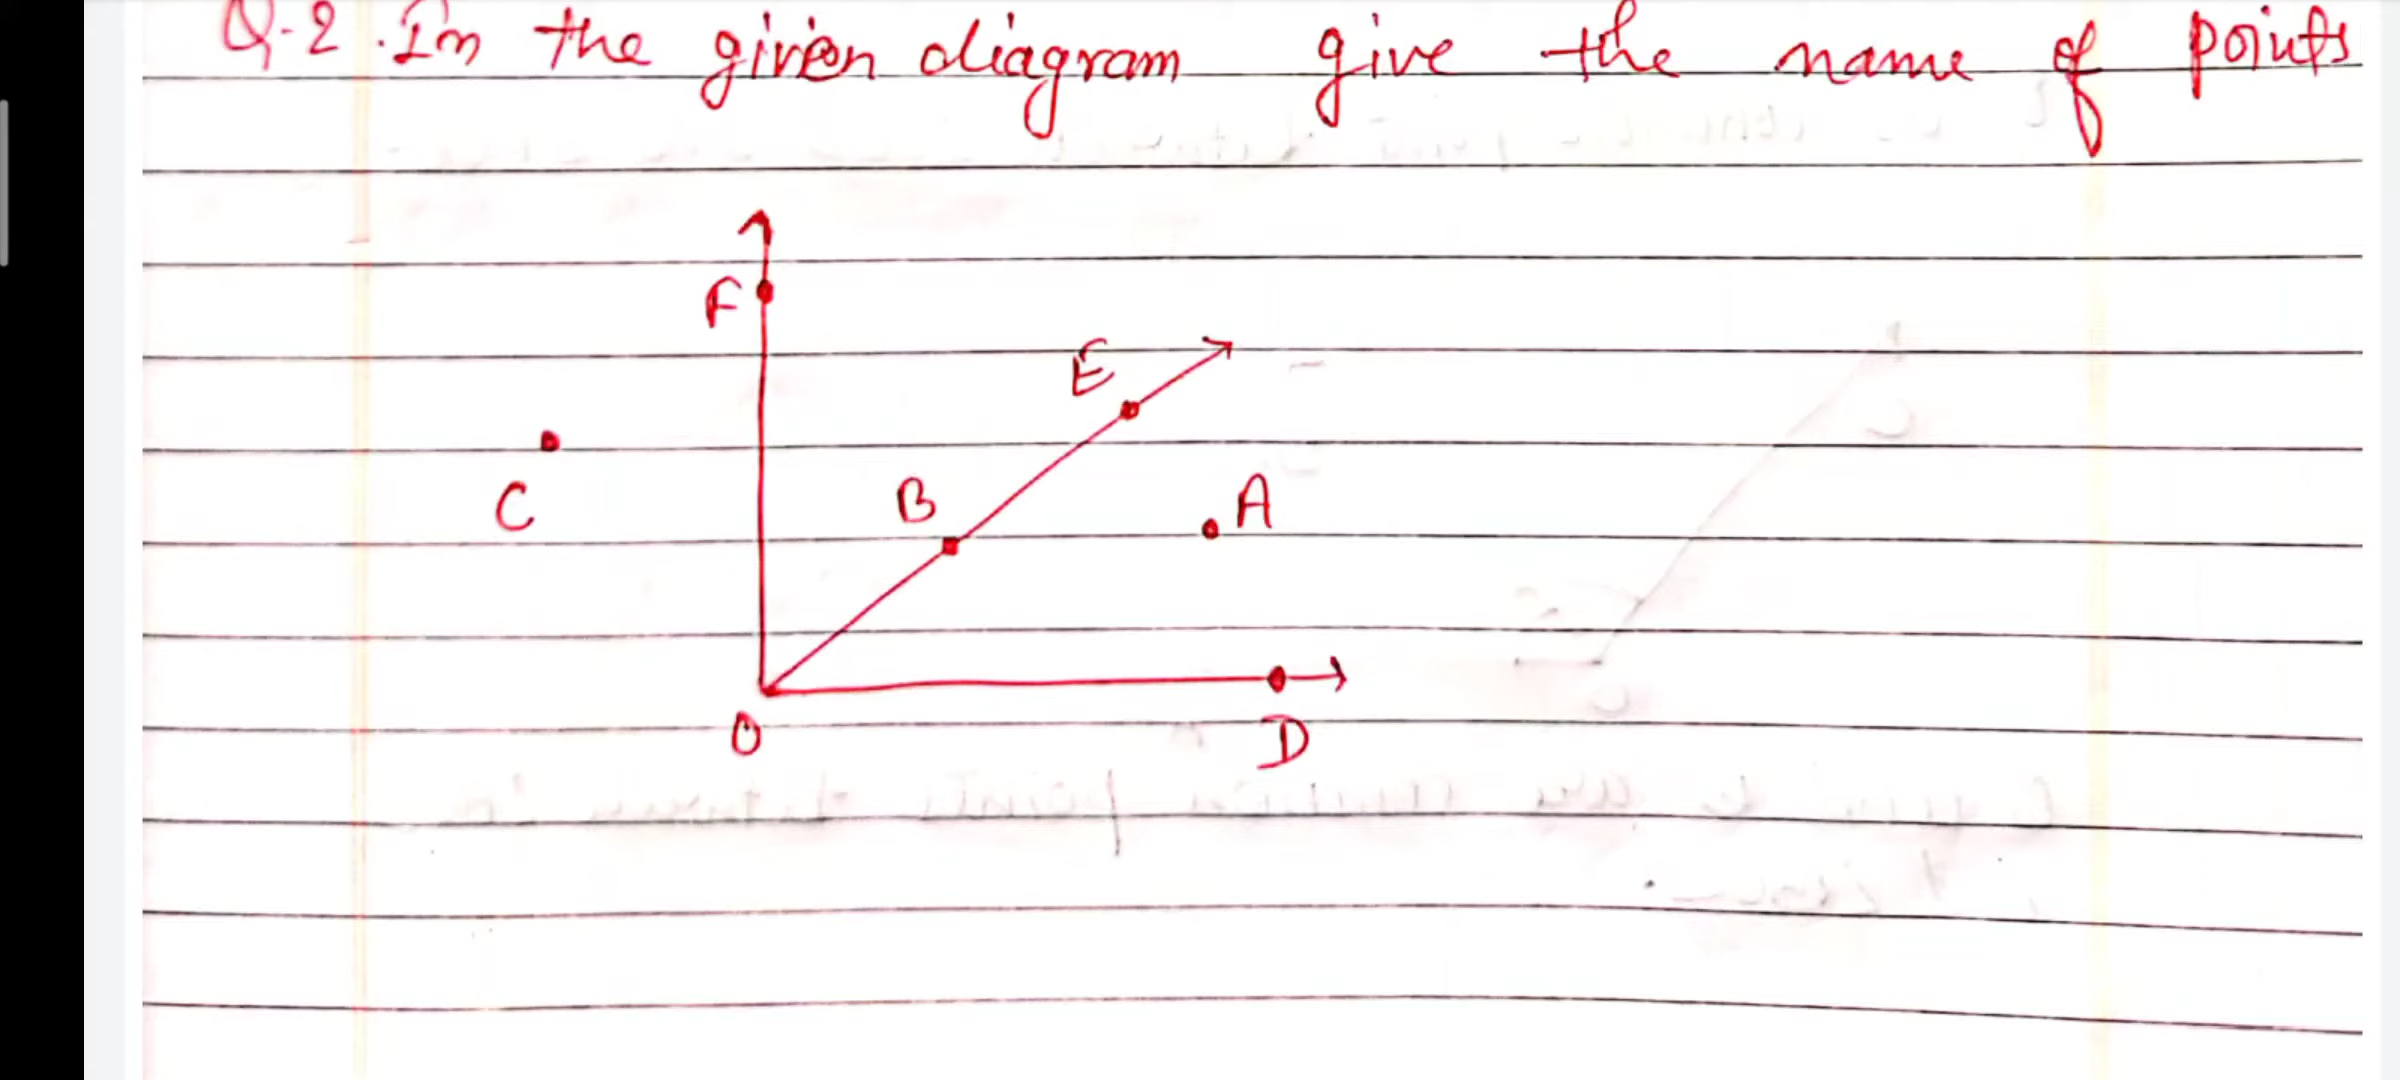 Q-2. In the given diagram give the name of points
F
E
C
B
A
O
D